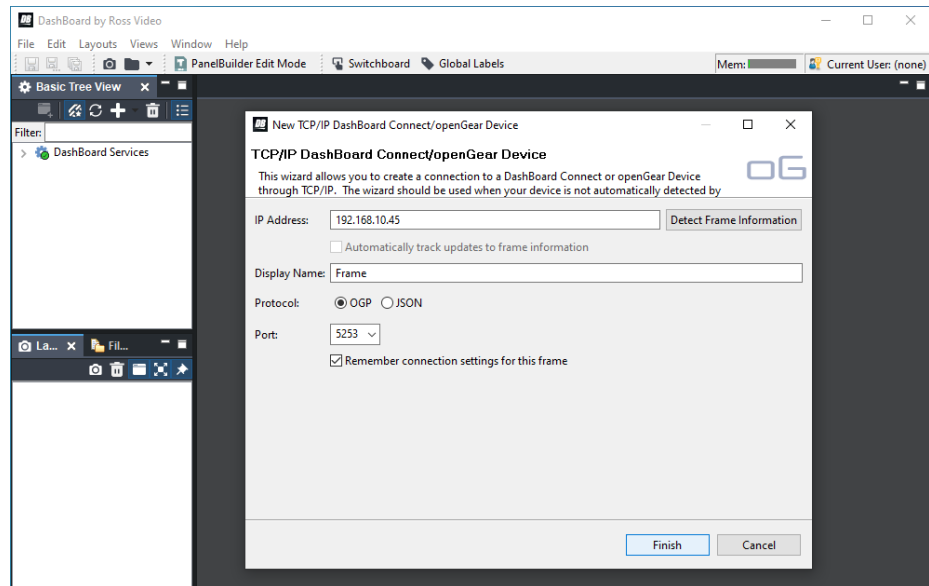 DB DashBoard by Ross Video
File Edit Layouts Views Window Help
PanelBuilder Edit Mode Switchboard Global Labels Mem: Current User: (none)
Basic Tree View
Filter:
DashBoard Services
DB New TCP/IP DashBoard Connect/openGear Device
TCP/IP DashBoard Connect/openGear Device
This wizard allows you to create a connection to a DashBoard Connect or openGear Device
through TCP/IP. The wizard should be used when your device is not automatically detected by
oG
IP Address: 192.168.10.45 Detect Frame Information
Automatically track updates to frame information
Display Name: Frame
Protocol: OGP JSON
Port: 5253
Remember connection settings for this frame
Finish Cancel
La... Fil...